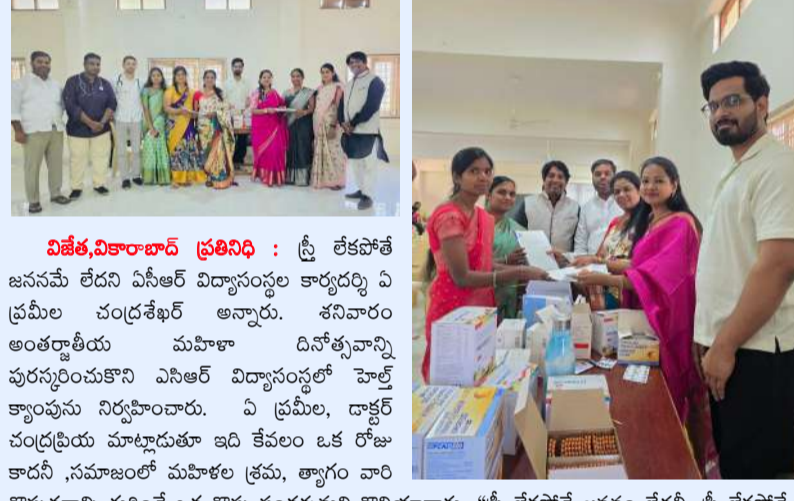 విజేత,వికారాబాద్ ప్రతినిధి : స్త్రీ లేకపోతే
జననమే లేదని ఏసీఆర్ విద్యాసంస్థల కార్యదర్శి ఏ
ప్రమీల చంద్రశేఖర్ అన్నారు. శనివారం
అంతర్జాతీయ మహిళా దినోత్సవాన్ని
పురస్కరించుకొని ఎసిఆర్ విద్యాసంస్థలో హెల్త్
క్యాంపును నిర్వహించారు. ఏ ప్రమీల, డాక్టర్
చంద్రప్రియ మాట్లాడుతూ ఇది కేవలం ఒక రోజు
కాదనీ ,సమాజంలో మహిళల శ్రమ, త్యాగం వారి